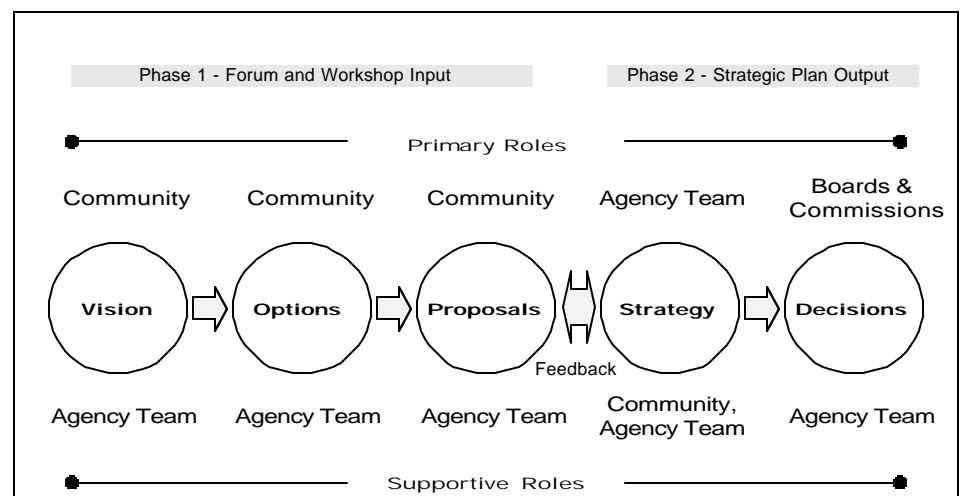 Phase 1 - Forum and Workshop Input
Phase 2 - Strategic Plan Output
Primary Roles
Community
Community
Community
Agency Team
Boards &
Commissions
Vision
Options
Proposals
Strategy
Decisions
Feedback
Agency Team
Agency Team
Agency Team
Community,
Agency Team
Agency Team
Supportive Roles